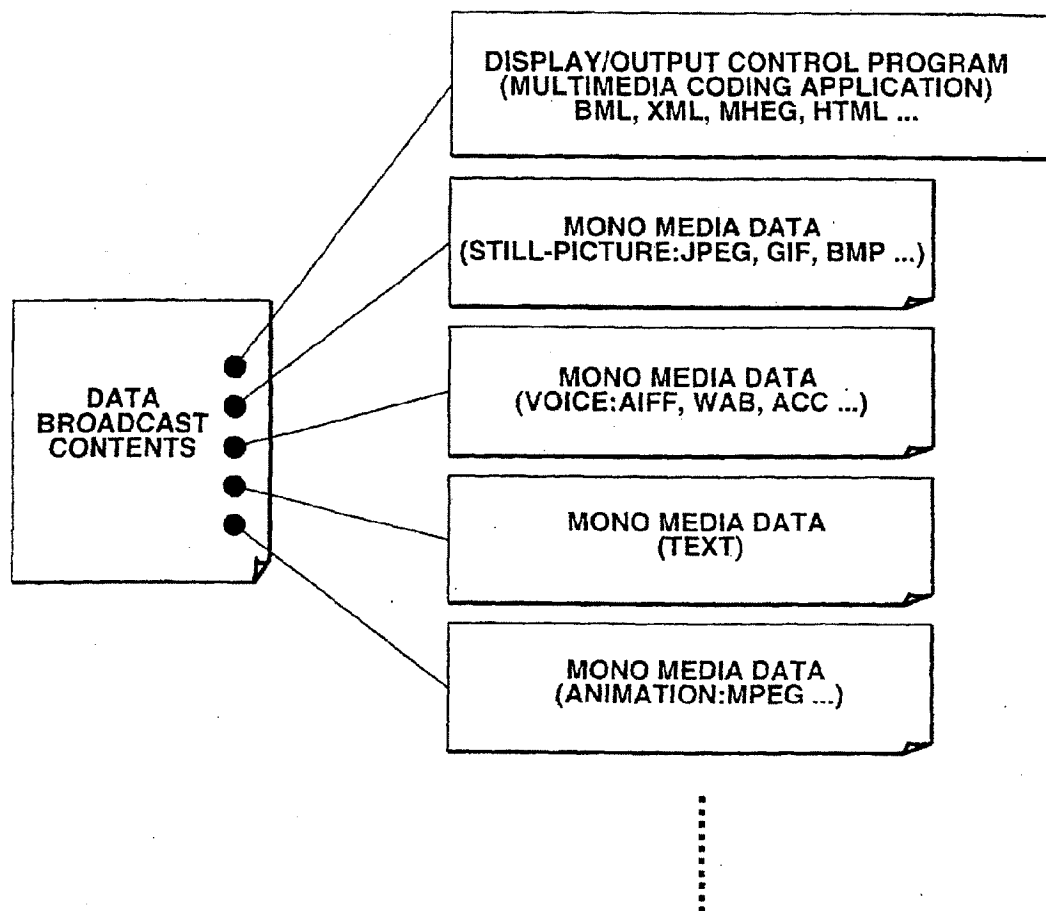 DISPLAY/OUTPUT CONTROL PROGRAM
(MULTIMEDIA CODING APPLICATION)
BML, XML, MHEG, HTML ...
MONO MEDIA DATA
(STILL-PICTURE:JPEG, GIF, BMP ...)
DATA
BROADCAST
CONTENTS
MONO MEDIA DATA
(VOICE:AIFF, WAB, ACC ...)
MONO MEDIA DATA
(TEXT)
MONO MEDIA DATA
(ANIMATION:MPEG ...)